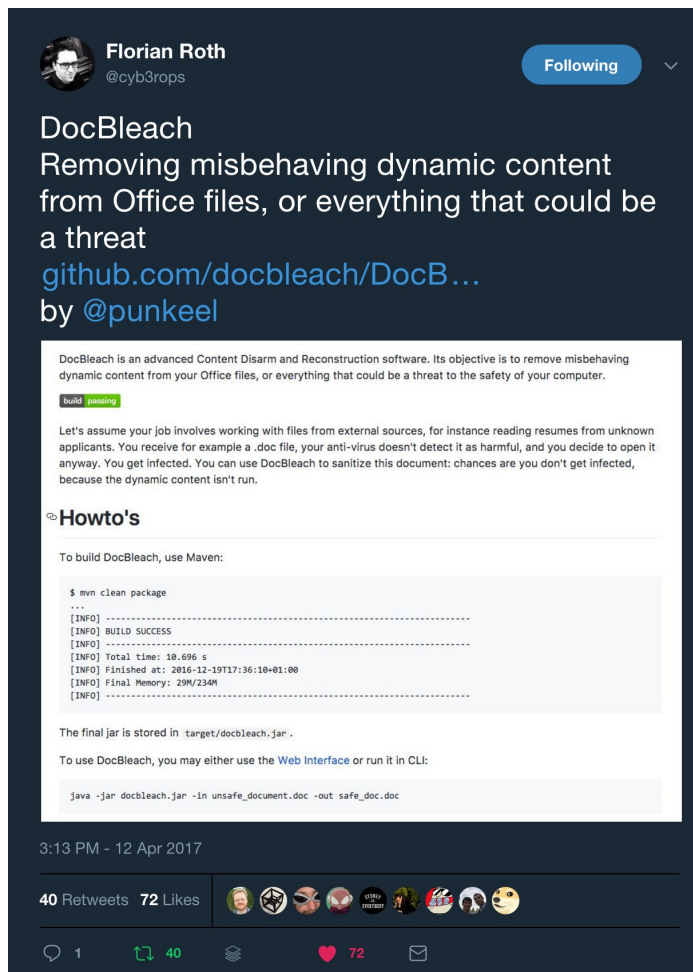 Florian Roth
@cyb3rops
Following
DocBleach
Removing misbehaving dynamic content
from Office files, or everything that could be
a threat
github.com/docbleach/DocB…
by @punkeel
DocBleach is an advanced Content Disarm and Reconstruction software. Its objective is to remove misbehaving
dynamic content from your Office files, or everything that could be a threat to the safety of your computer.
build passing
Let's assume your job involves working with files from external sources, for instance reading resumes from unknown
applicants. You receive for example a .doc file, your anti-virus doesn't detect it as harmful, and you decide to open it
anyway. You get infected. You can use DocBleach to sanitize this document: chances are you don't get infected,
because the dynamic content isn't run.
Howto's
To build DocBleach, use Maven:
$ mvn clean package
...
[INFO] ------------------------------------------------------------------------
[INFO] BUILD SUCCESS
[INFO] ------------------------------------------------------------------------
[INFO] Total time: 10.696 s
[INFO] Finished at: 2016-12-19T17:36:10+01:00
[INFO] Final Memory: 29M/234M
[INFO] ------------------------------------------------------------------------
The final jar is stored in target/docbleach.jar.
To use DocBleach, you may either use the Web Interface or run it in CLI:
java -jar docbleach.jar -in unsafe_document.doc -out safe_doc.doc
3:13 PM - 12 Apr 2017
40 Retweets 72 Likes
1 40 72